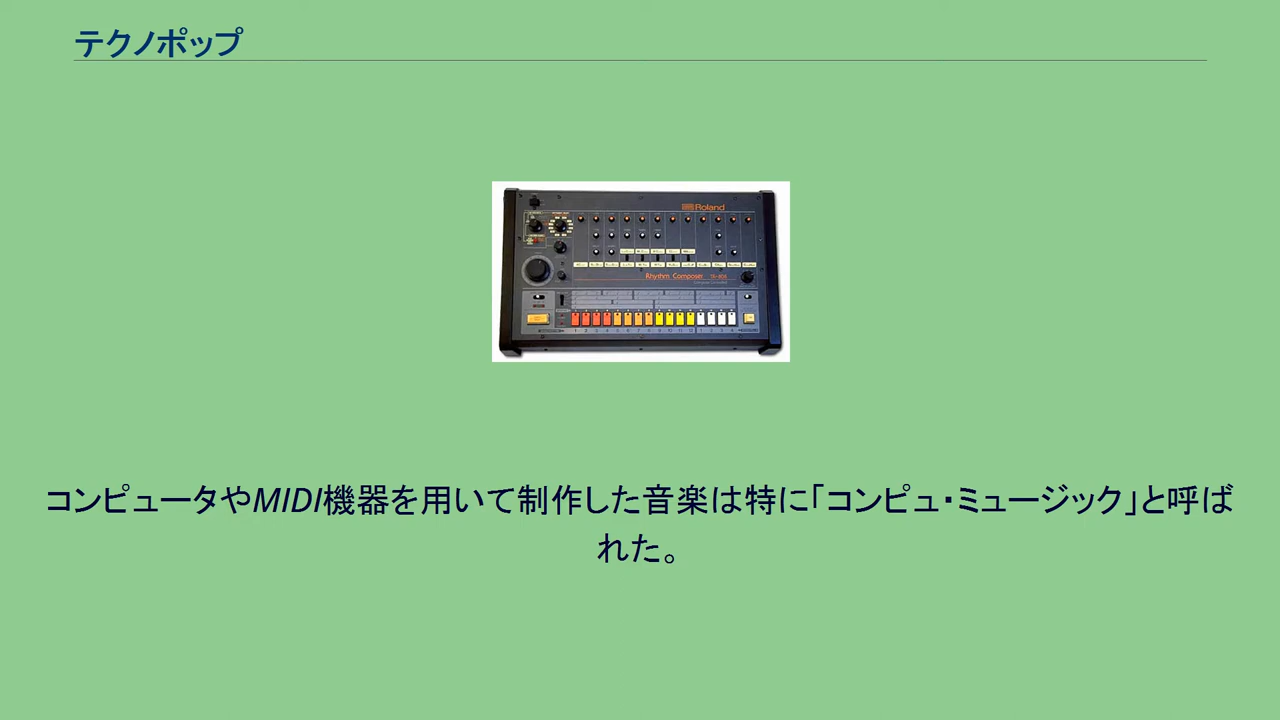 テクノポップ
Roland
Rhythm Composer TR-808
コンピュータやMIDI機器を用いて制作した音楽は特に「コンピュ・ミュージック」と呼ば
れた。